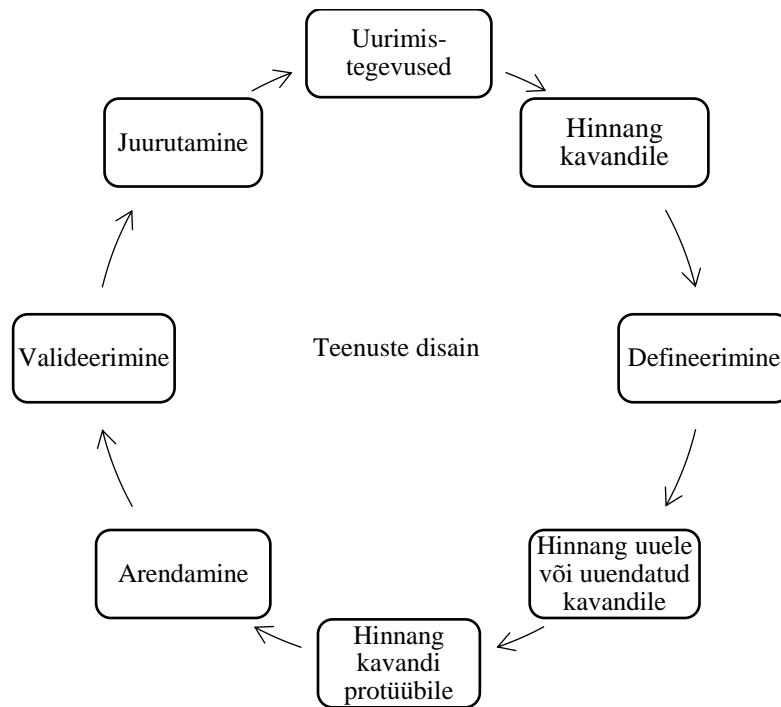 Uurimis-
tegevused
Hinnang
kavandile
Defineerimine
Hinnang uuele
või uuendatud
kavandile
Hinnang
kavandi
protüübile
Arendamine
Valideerimine
Juurutamine
Teenuste disain